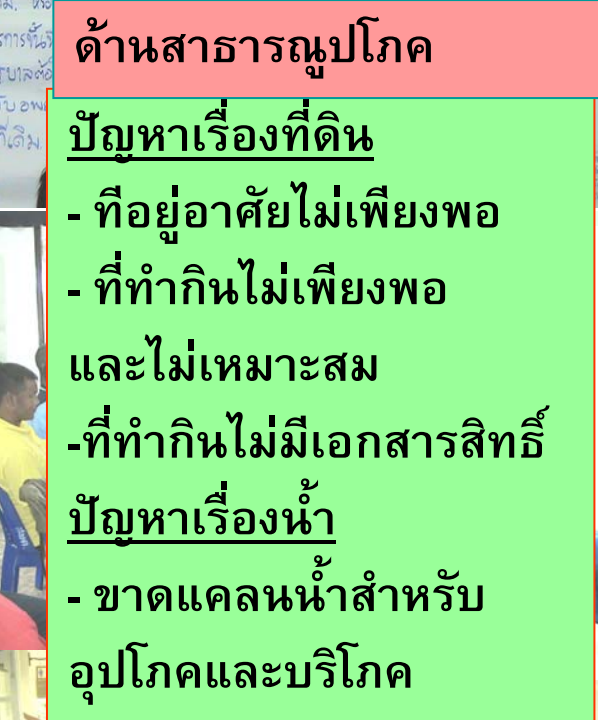 ด้านสาธารณูปโภค
ปัญหาเรื่องที่ดิน
- ที่อยู่อาศัยไม่เพียงพอ
- ที่ทำกินไม่เพียงพอ
และไม่เหมาะสม
-ที่ทำกินไม่มีเอกสารสิทธิ์
ปัญหาเรื่องน้ำ
- ขาดแคลนน้ำสำหรับ
อุปโภคและบริโภค